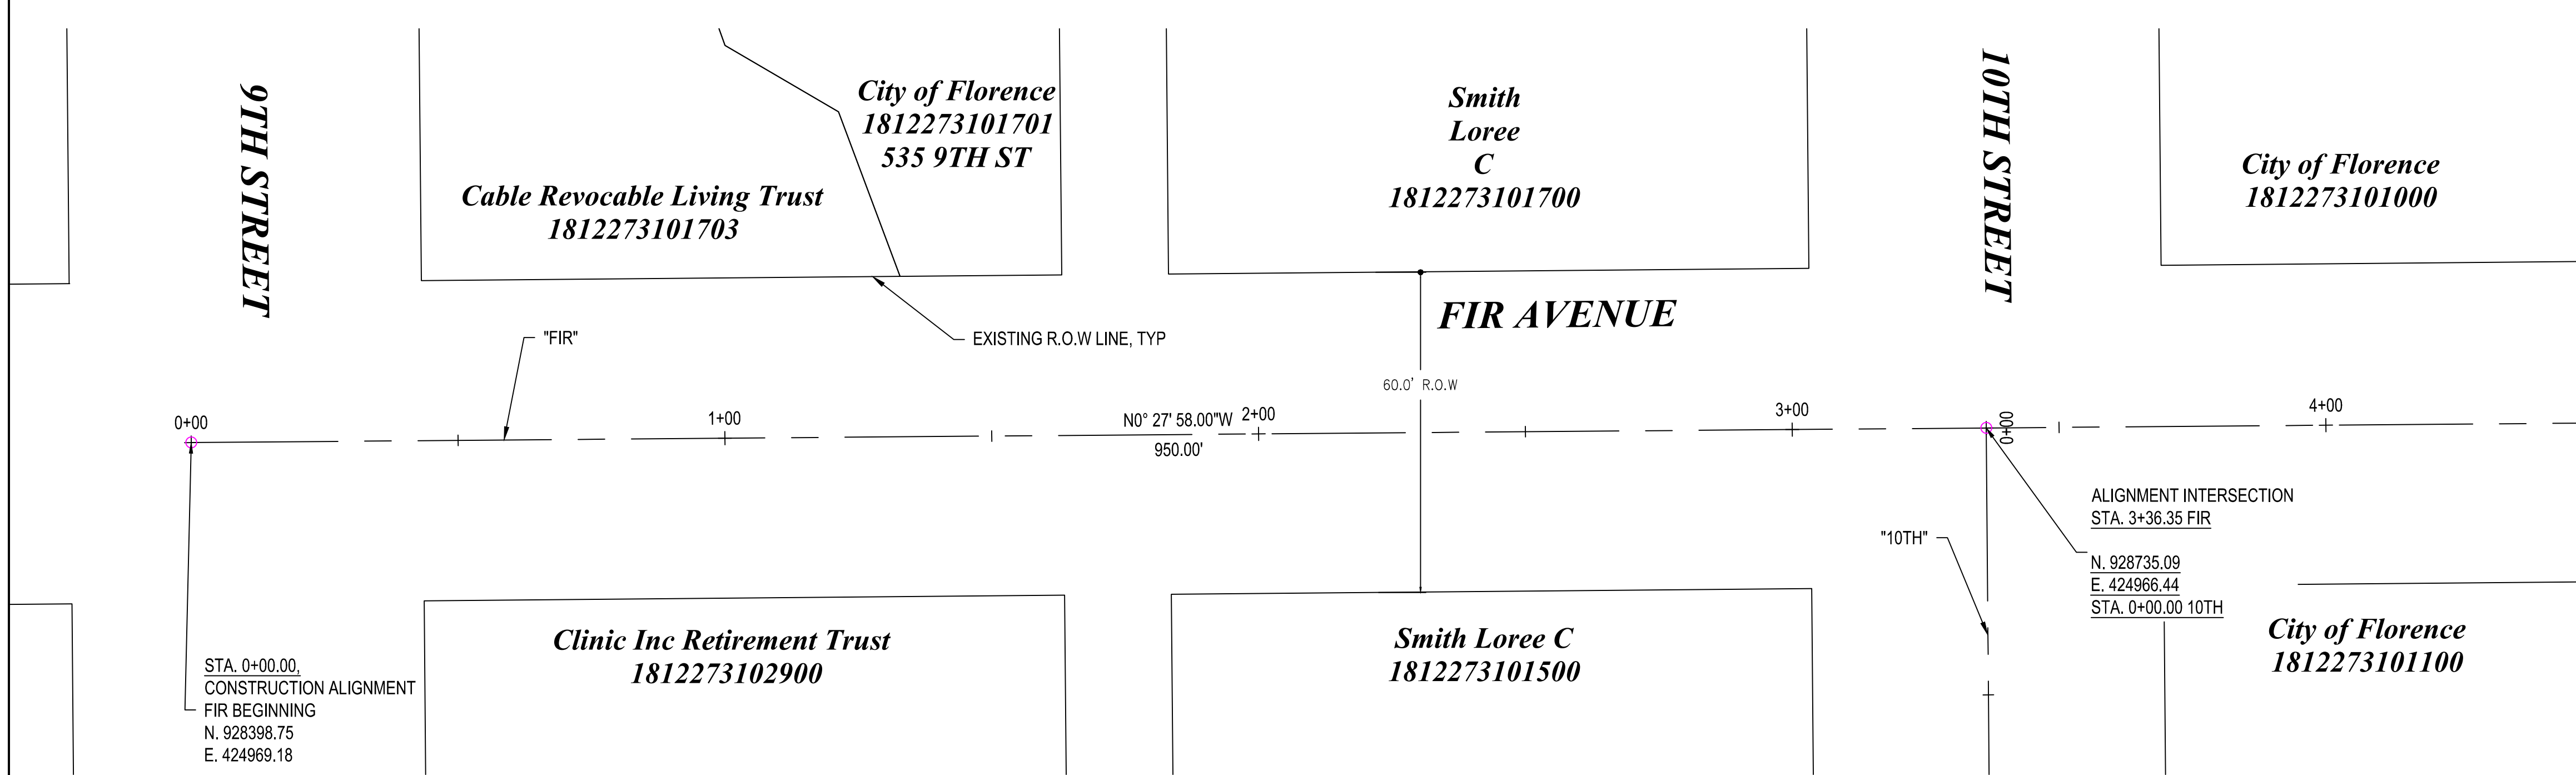 9TH STREET
Cable Revocable Living Trust
1812273101703
City of Florence
1812273101701
535 9TH ST
Smith
Loree
C
1812273101700
10TH STREET
City of Florence
1812273101000
FIR AVENUE
"FIR"
EXISTING R.O.W LINE, TYP
60.0' R.O.W
0+00
1+00
N0° 27' 58.00"W
950.00'
2+00
3+00
0+00
4+00
ALIGNMENT INTERSECTION
STA. 3+36.35 FIR
N. 928735.09
E. 424966.44
STA. 0+00.00 10TH
"10TH"
STA. 0+00.00,
CONSTRUCTION ALIGNMENT
FIR BEGINNING
N. 928398.75
E. 424969.18
Clinic Inc Retirement Trust
1812273102900
Smith Loree C
1812273101500
City of Florence
1812273101100